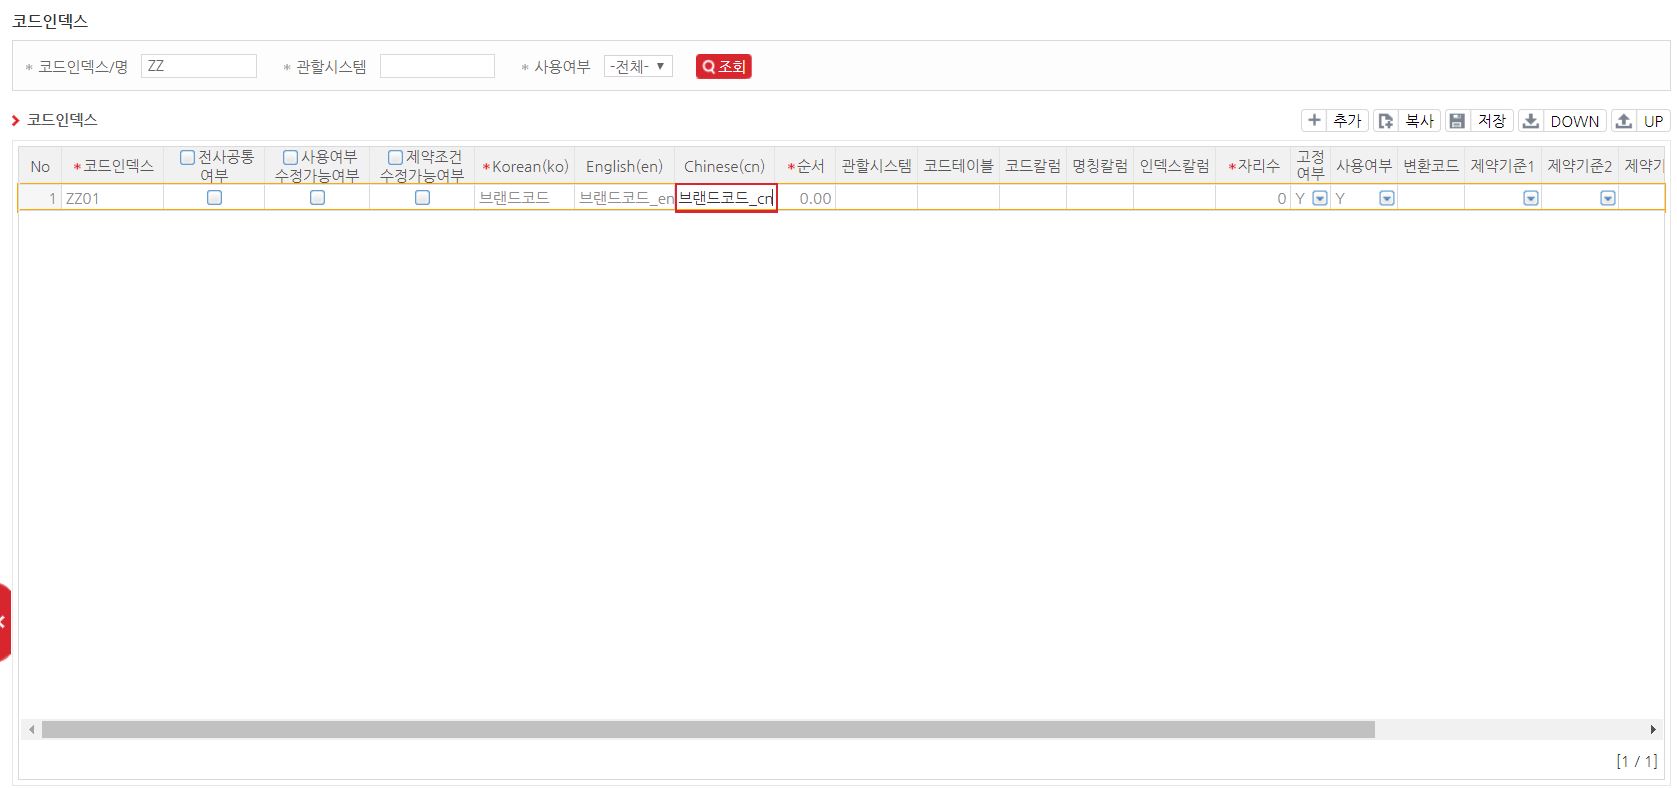 코드인덱스
* 코드인덱스/명 ZZ * 관할시스템 * 사용여부 -전체- 조회
코드인덱스 추가 복사 저장 DOWN UP
No *코드인덱스 전사공통 여부 사용여부 수정가능여부 제약조건 수정가능여부 *Korean(ko) English(en) Chinese(cn) *순서 관할시스템 코드테이블 코드칼럼 명칭칼럼 인덱스칼럼 *자리수 고정 여부 사용여부 변환코드 제약기준1 제약기준2 제약기
1 ZZ01 브랜드코드 브랜드코드_en 브랜드코드_cn 0.00 0 Y Y
[1 / 1]